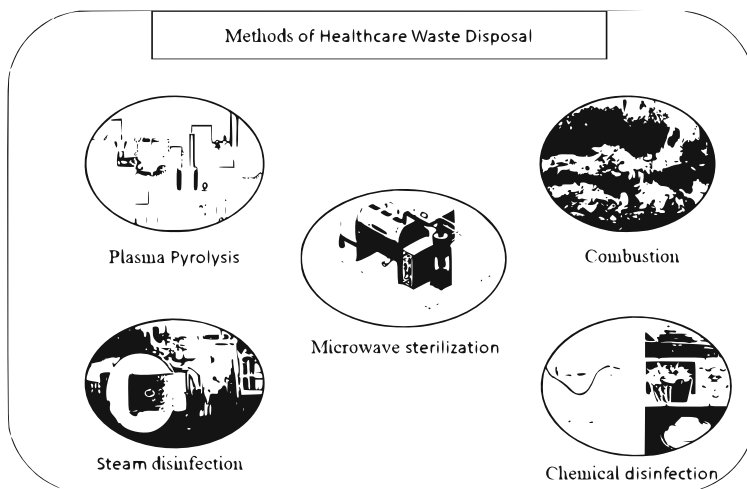 Methods of Healthcare Waste Disposal
Plasma Pyrolysis
Combustion
Microwave sterilization
Steam disinfection
Chemical disinfection